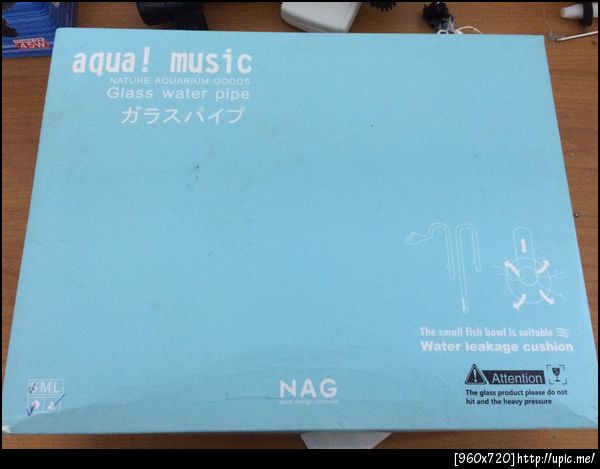 45W
aqua! music
NATURE AQUARIUM GOODS
Glass water pipe
ガラスパイプ
The small fish bowl is suitable
Water leakage cushion
Attention
The glass product please do not
hit and the heavy pressure
SML
NAG
[960x720]http://upic.me/